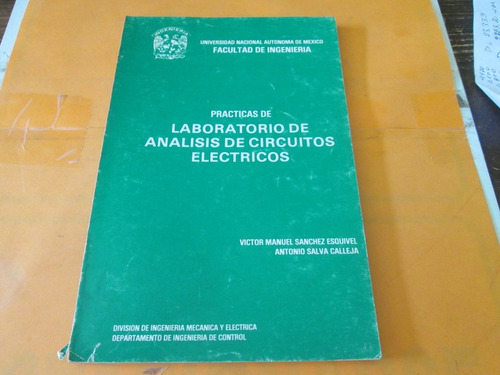 UNIVERSIDAD NACIONAL AUTONOMA DE MEXICO
FACULTAD DE INGENIERIA
INGENIERIA
PRACTICAS DE
LABORATORIO DE
ANALISIS DE CIRCUITOS
ELECTRICOS
VICTOR MANUEL SANCHEZ ESQUIVEL
ANTONIO SALVA CALLEJA
DIVISION DE INGENIERIA MECANICA Y ELECTRICA
DEPARTAMENTO DE INGENIERIA DE CONTROL